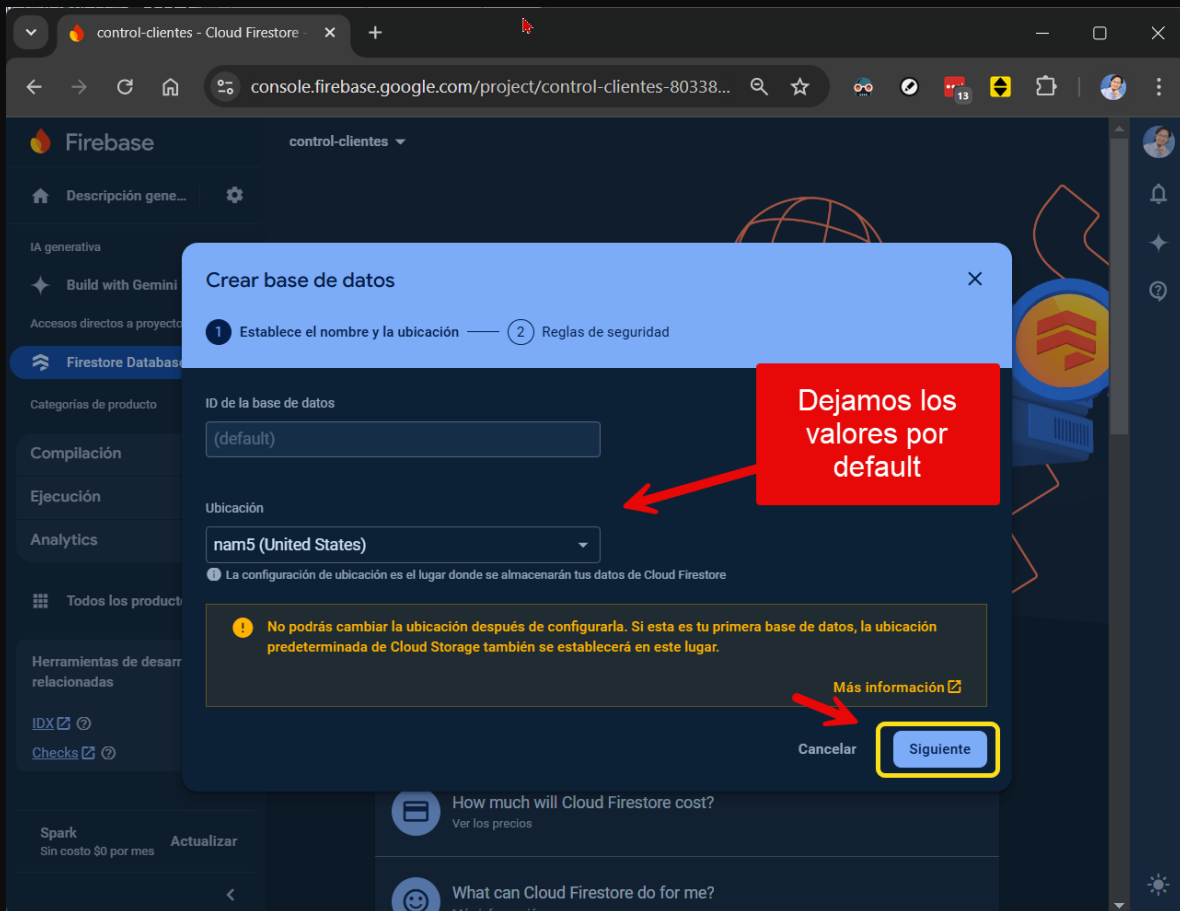 control-clientes - Cloud Firestore -
console.firebase.google.com/project/control-clientes-80338...
13
Firebase
control-clientes
Descripción gene...
IA generativa
Build with Gemini
Accesos directos a proyecto
Firestore Database
Categorías de producto
Compilación
Ejecución
Analytics
Todos los product
Herramientas de desarr
relacionadas
IDX
Checks
Spark
Sin costo $0 por mes
Actualizar
Crear base de datos
1 Establece el nombre y la ubicación
2 Reglas de seguridad
ID de la base de datos
(default)
Ubicación
nam5 (United States)
La configuración de ubicación es el lugar donde se almacenarán tus datos de Cloud Firestore
No podrás cambiar la ubicación después de configurarla. Si esta es tu primera base de datos, la ubicación
predeterminada de Cloud Storage también se establecerá en este lugar.
Más información
Cancelar
Siguiente
Dejamos los
valores por
default
How much will Cloud Firestore cost?
Ver los precios
What can Cloud Firestore do for me?